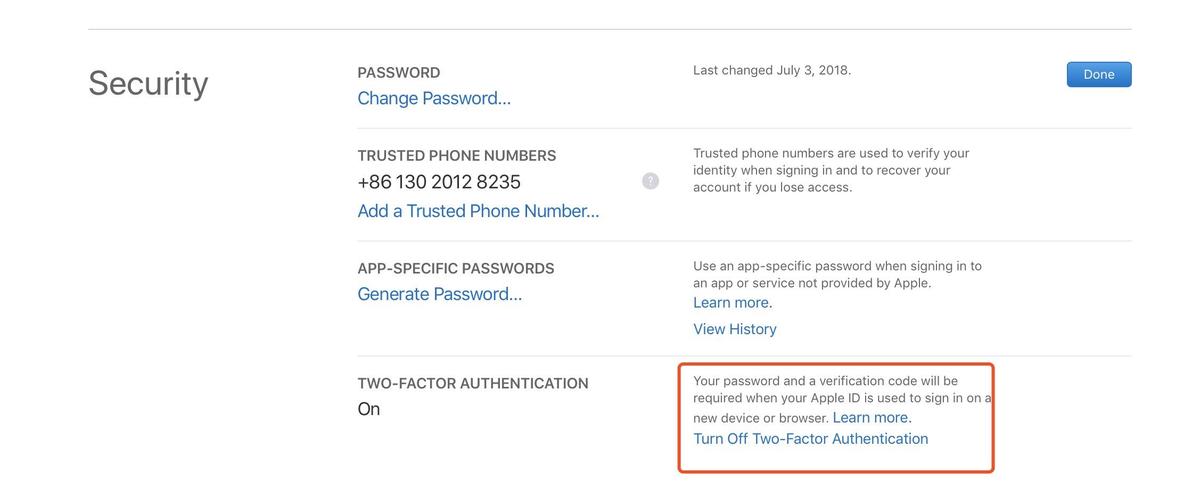 Security
PASSWORD
Change Password...
Last changed July 3, 2018.
Done
TRUSTED PHONE NUMBERS
+86 130 2012 8235
?
Add a Trusted Phone Number...
Trusted phone numbers are used to verify your
identity when signing in and to recover your
account if you lose access.
APP-SPECIFIC PASSWORDS
Generate Password...
Use an app-specific password when signing in to
an app or service not provided by Apple.
Learn more.
View History
TWO-FACTOR AUTHENTICATION
On
Your password and a verification code will be
required when your Apple ID is used to sign in on a
new device or browser. Learn more.
Turn Off Two-Factor Authentication